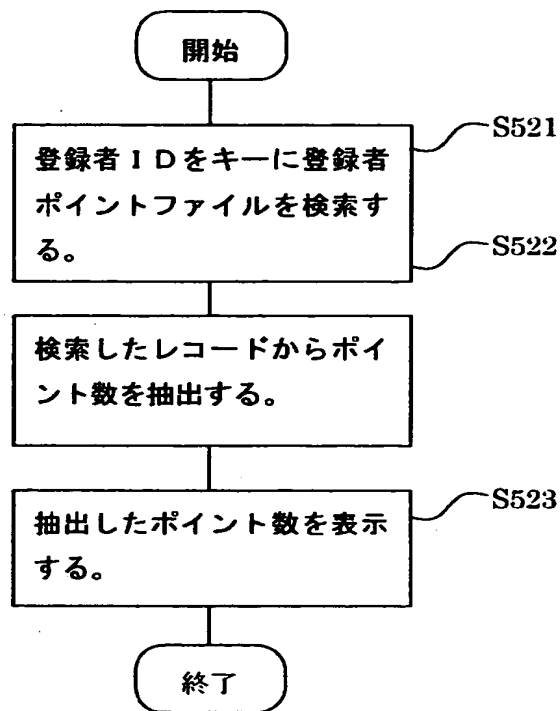 開始
登録者IDをキーに登録者
ポイントファイルを検索す
る。
S521
S522
検索したレコードからポイ
ント数を抽出する。
抽出したポイント数を表示
する。
S523
終了